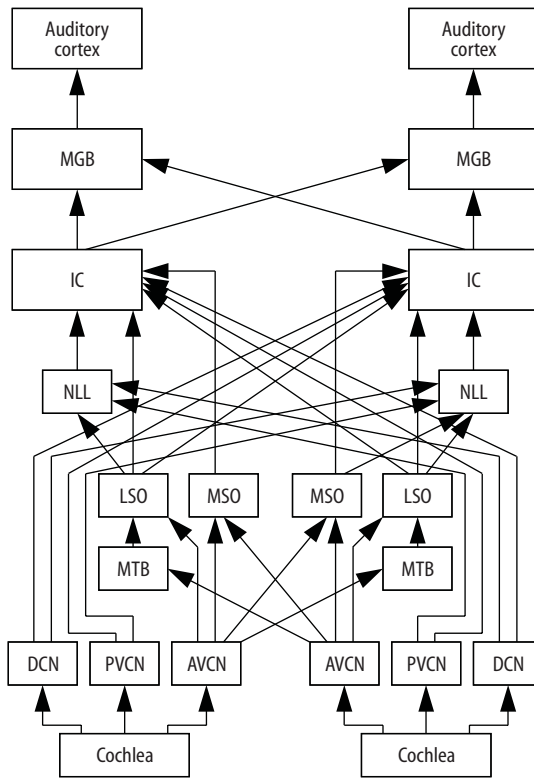 Auditory
cortex
Auditory
cortex
MGB
MGB
IC
IC
NLL
NLL
LSO
MSO
MSO
LSO
MTB
MTB
DCN
PVCN
AVCN
AVCN
PVCN
DCN
Cochlea
Cochlea